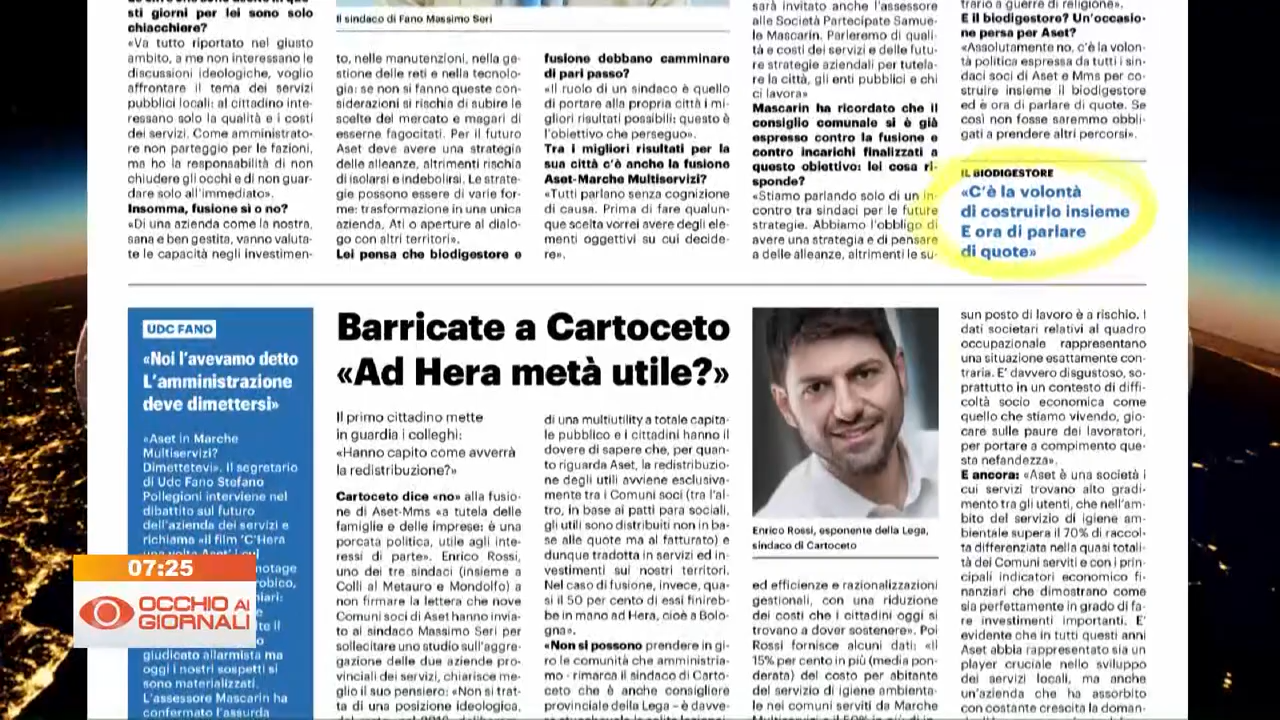 sti giorni per lei sono solo
chiacchiere?
«Va tutto riportato nel giusto
ambito, a me non interessano le
discussioni ideologiche, voglio
affrontare il tema dei servizi
pubblici locali: al cittadino inte-
ressano solo la qualità e i costi
dei servizi. Come amministrato-
re non parteggio per le fazioni,
ma ho la responsabilità di non
chiudere gli occhi e di non guar-
dare solo all'immediato».
Insomma, fusione sì o no?
«Di una azienda come la nostra,
sana e ben gestita, vanno valuta-
te le capacità negli investimen-
Il sindaco di Fano Massimo Seri
to, nelle manutenzioni, nella ge-
stione delle reti e nella tecnolo-
gia: se non si fanno queste con-
siderazioni si rischia di subire le
scelte del mercato e magari di
esserne fagocitati. Per il futuro
Aset deve avere una strategia
delle alleanze, altrimenti rischia
di isolarsi e indebolirsi. Le strate-
gie possono essere di varie for-
me: trasformazione in una unica
azienda, Ati o aperture al dialo-
go con altri territori».
Lei pensa che biodigestore e
fusione debbano camminare
di pari passo?
«Il ruolo di un sindaco è quello
di portare alla propria città i mi-
gliori risultati possibili: questo è
l'obiettivo che perseguo».
Tra i migliori risultati per la
sua città c'è anche la fusione
Aset-Marche Multiservizi?
«Tutti parlano senza cognizione
di causa. Prima di fare qualun-
que scelta vorrei avere degli ele-
menti oggettivi su cui decide-
re».
sarà invitato anche l'assessore
alle Società Partecipate Samue-
le Mascarin. Parleremo di quali-
tà e costi dei servizi e delle futu-
re strategie aziendali per tutela-
re la città, gli enti pubblici e chi
ci lavora»
Mascarin ha ricordato che il
consiglio comunale si è già
espresso contro la fusione e
contro incarichi finalizzati a
questo obiettivo: lei cosa ri-
sponde?
«Stiamo parlando solo di un in-
contro tra sindaci per le future
strategie. Abbiamo l'obbligo di
avere una strategia e di pensare
a delle alleanze, altrimenti le su-
trario a guerre di religione».
E il biodigestore? Un'occasio-
ne persa per Aset?
«Assolutamente no, c'è la volon-
tà politica espressa da tutti i sin-
daci soci di Aset e Mms per co-
struire insieme il biodigestore
ed è ora di parlare di quote. Se
così non fosse saremmo obbli-
gati a prendere altri percorsi».
IL BIODIGESTORE
«C'è la volontà
di costruirlo insieme
E ora di parlare
di quote»
UDC FANO
«Noi l'avevamo detto
L'amministrazione
deve dimettersi»
«Aset in Marche
Multiservizi?
Dimettetevi». Il segretario
di Udc Fano Stefano
Pollegioni interviene nel
dibattito sul futuro
dell'azienda dei servizi e
richiama «il film 'C'Hera
una volta Aset' i cui
giudicato allarmista ma
oggi i nostri sospetti si
sono materializzati.
L'assessore Mascarin ha
confermato l'assurda
07:25
OCCHIO AI
GIORNALI
Barricate a Cartoceto
«Ad Hera metà utile?»
Il primo cittadino mette
in guardia i colleghi:
«Hanno capito come avverrà
la redistribuzione?»
Cartoceto dice «no» alla fusio-
ne di Aset-Mms «a tutela delle
famiglie e delle imprese: è una
porcata politica, utile agli inte-
ressi di parte». Enrico Rossi,
uno dei tre sindaci (insieme a
Colli al Metauro e Mondolfo) a
non firmare la lettera che nove
Comuni soci di Aset hanno invia-
to al sindaco Massimo Seri per
sollecitare uno studio sull'aggre-
gazione delle due aziende pro-
vinciali dei servizi, chiarisce me-
glio il suo pensiero: «Non si trat-
ta di una posizione ideologica,
di una multiutility a totale capita-
le pubblico e i cittadini hanno il
dovere di sapere che, per quan-
to riguarda Aset, la redistribuzio-
ne degli utili avviene esclusiva-
mente tra i Comuni soci (tra l'al-
tro, in base ai patti para sociali,
gli utili sono distribuiti non in ba-
se alle quote ma al fatturato) e
dunque tradotta in servizi ed in-
vestimenti sui nostri territori.
Nel caso di fusione, invece, qua-
si il 50 per cento di essi finireb-
be in mano ad Hera, cioè a Bolo-
gna».
«Non si possono prendere in gi-
ro le comunità che amministria-
mo - rimarca il sindaco di Carto-
ceto che è anche consigliere
provinciale della Lega – è davve-
Enrico Rossi, esponente della Lega,
sindaco di Cartoceto
ed efficienze e razionalizzazioni
gestionali, con una riduzione
dei costi che i cittadini oggi si
trovano a dover sostenere». Poi
Rossi fornisce alcuni dati: «Il
15% per cento in più (media pon-
derata) del costo per abitante
del servizio di igiene ambienta-
le nei comuni serviti da Marche
sun posto di lavoro è a rischio. I
dati societari relativi al quadro
occupazionale rappresentano
una situazione esattamente con-
traria. E' davvero disgustoso, so-
prattutto in un contesto di diffi-
coltà socio economica come
quello che stiamo vivendo, gio-
care sulle paure dei lavoratori,
per portare a compimento que-
sta nefandezza».
E ancora: «Aset è una società i
cui servizi trovano alto gradi-
mento tra gli utenti, che nell'am-
bito del servizio di igiene am-
bientale supera il 70% di raccol-
ta differenziata nella quasi totali-
tà dei Comuni serviti e con i prin-
cipali indicatori economico fi-
nanziari che dimostrano come
sia perfettamente in grado di fa-
re investimenti importanti. E'
evidente che in tutti questi anni
Aset abbia rappresentato sia un
player cruciale nello sviluppo
dei servizi locali, ma anche
un'azienda che ha assorbito
con costante crescita la doman-